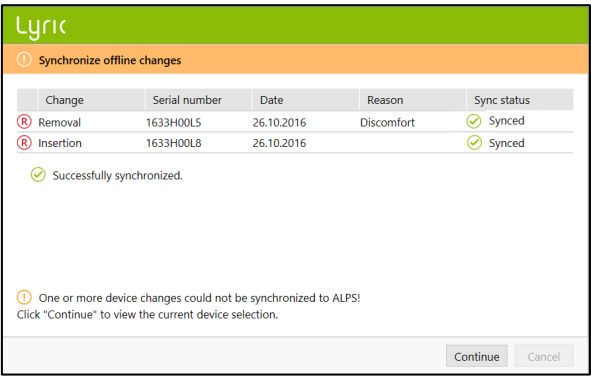 Lyric
! Synchronize offline changes
Change Serial number Date Reason Sync status
R Removal 1633H00L5 26.10.2016 Discomfort Synced
R Insertion 1633H00L8 26.10.2016 Synced
Successfully synchronized.
! One or more device changes could not be synchronized to ALPS!
Click "Continue" to view the current device selection.
Continue Cancel